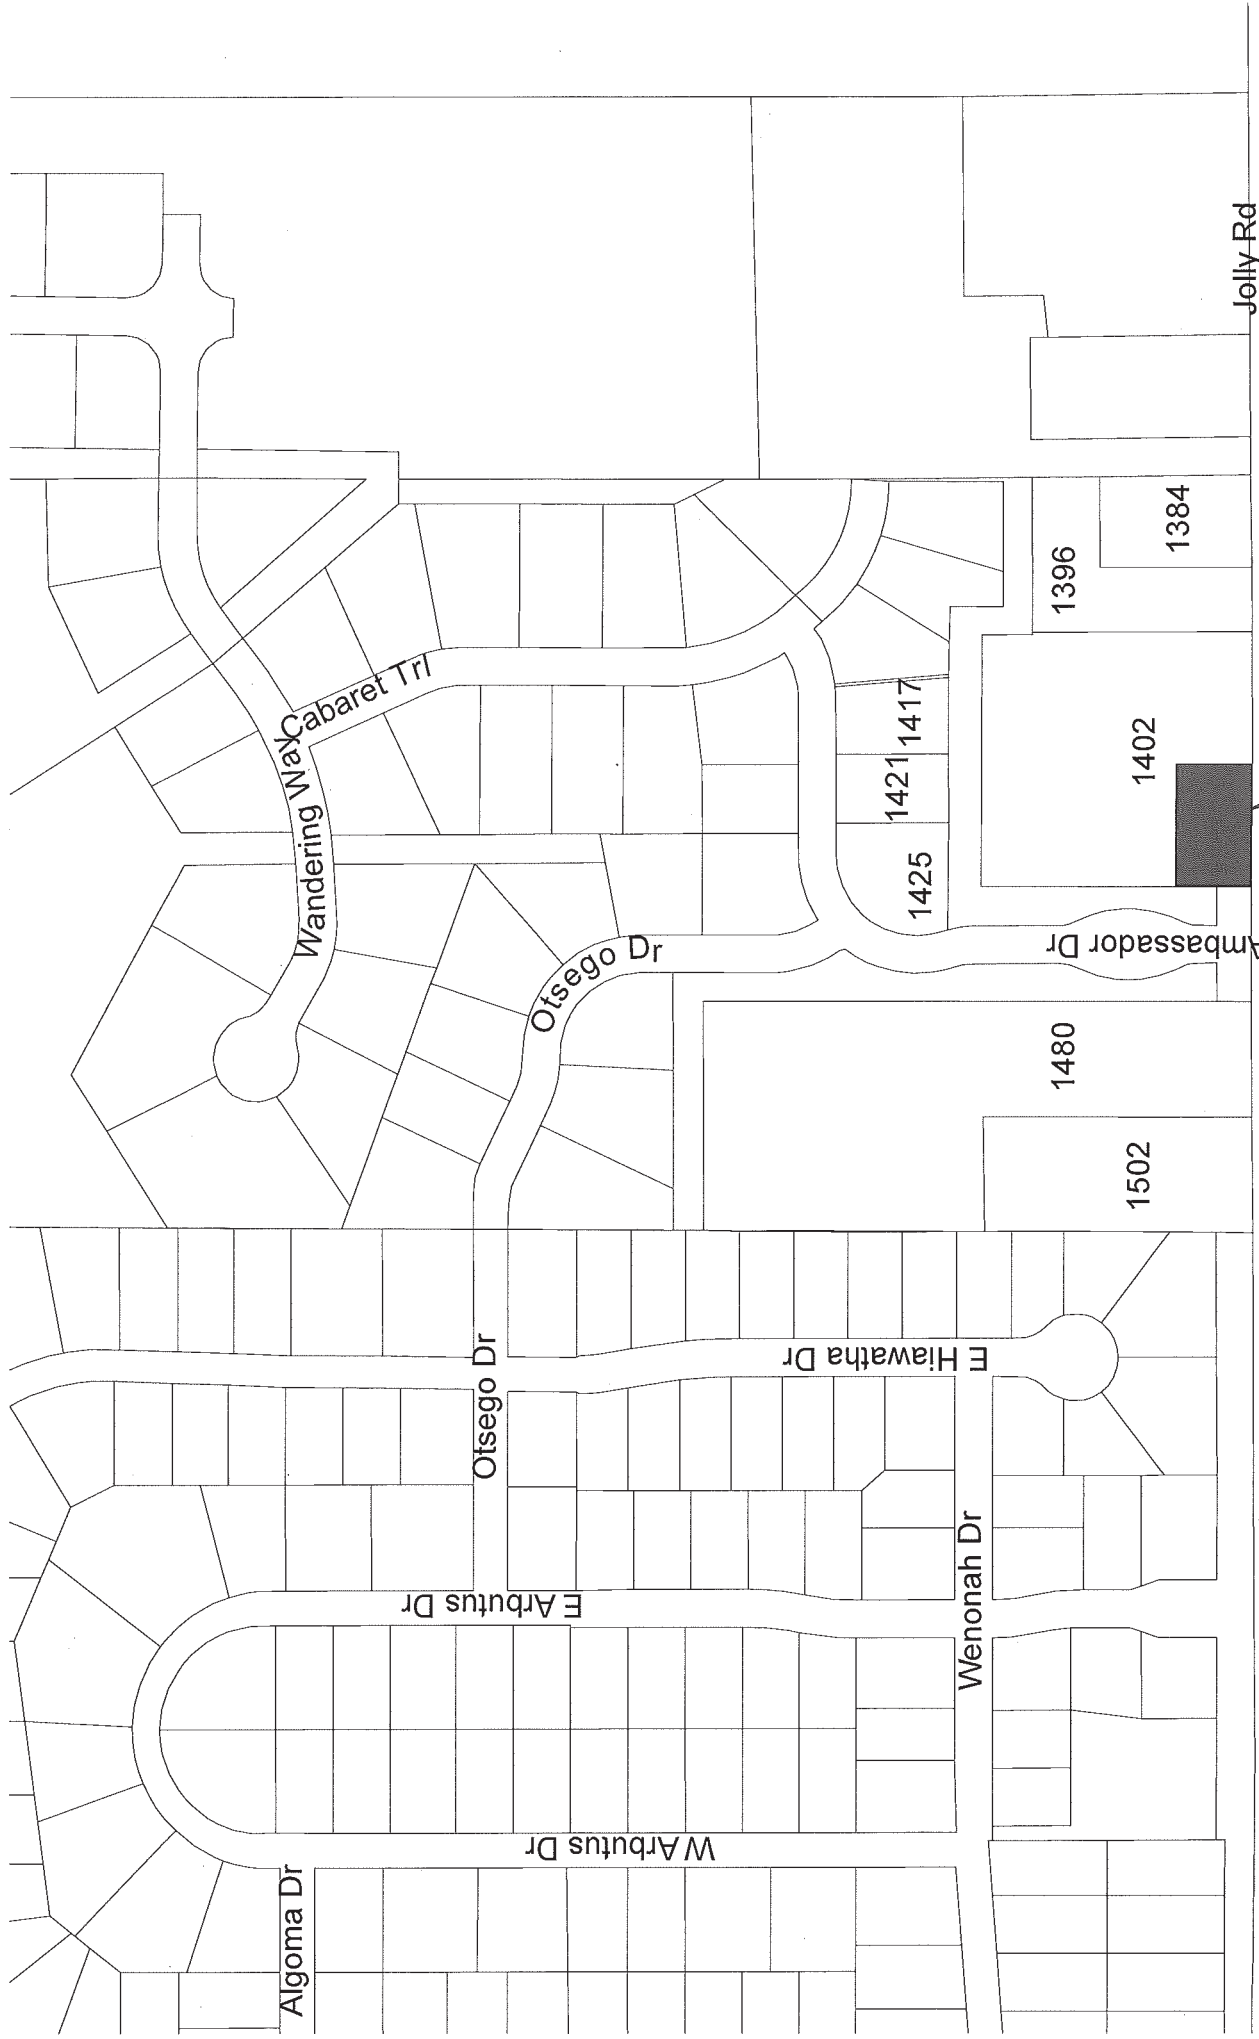 Jolly Rd
1384
1396
Cabaret Trl
1417
1402
1421
Wandering Way
1425
Otsego Dr
Ambassador Dr
1480
1502
Otsego Dr
E Hiawatha Dr
Wenonah Dr
E Arbutus Dr
W Arbutus Dr
Algoma Dr